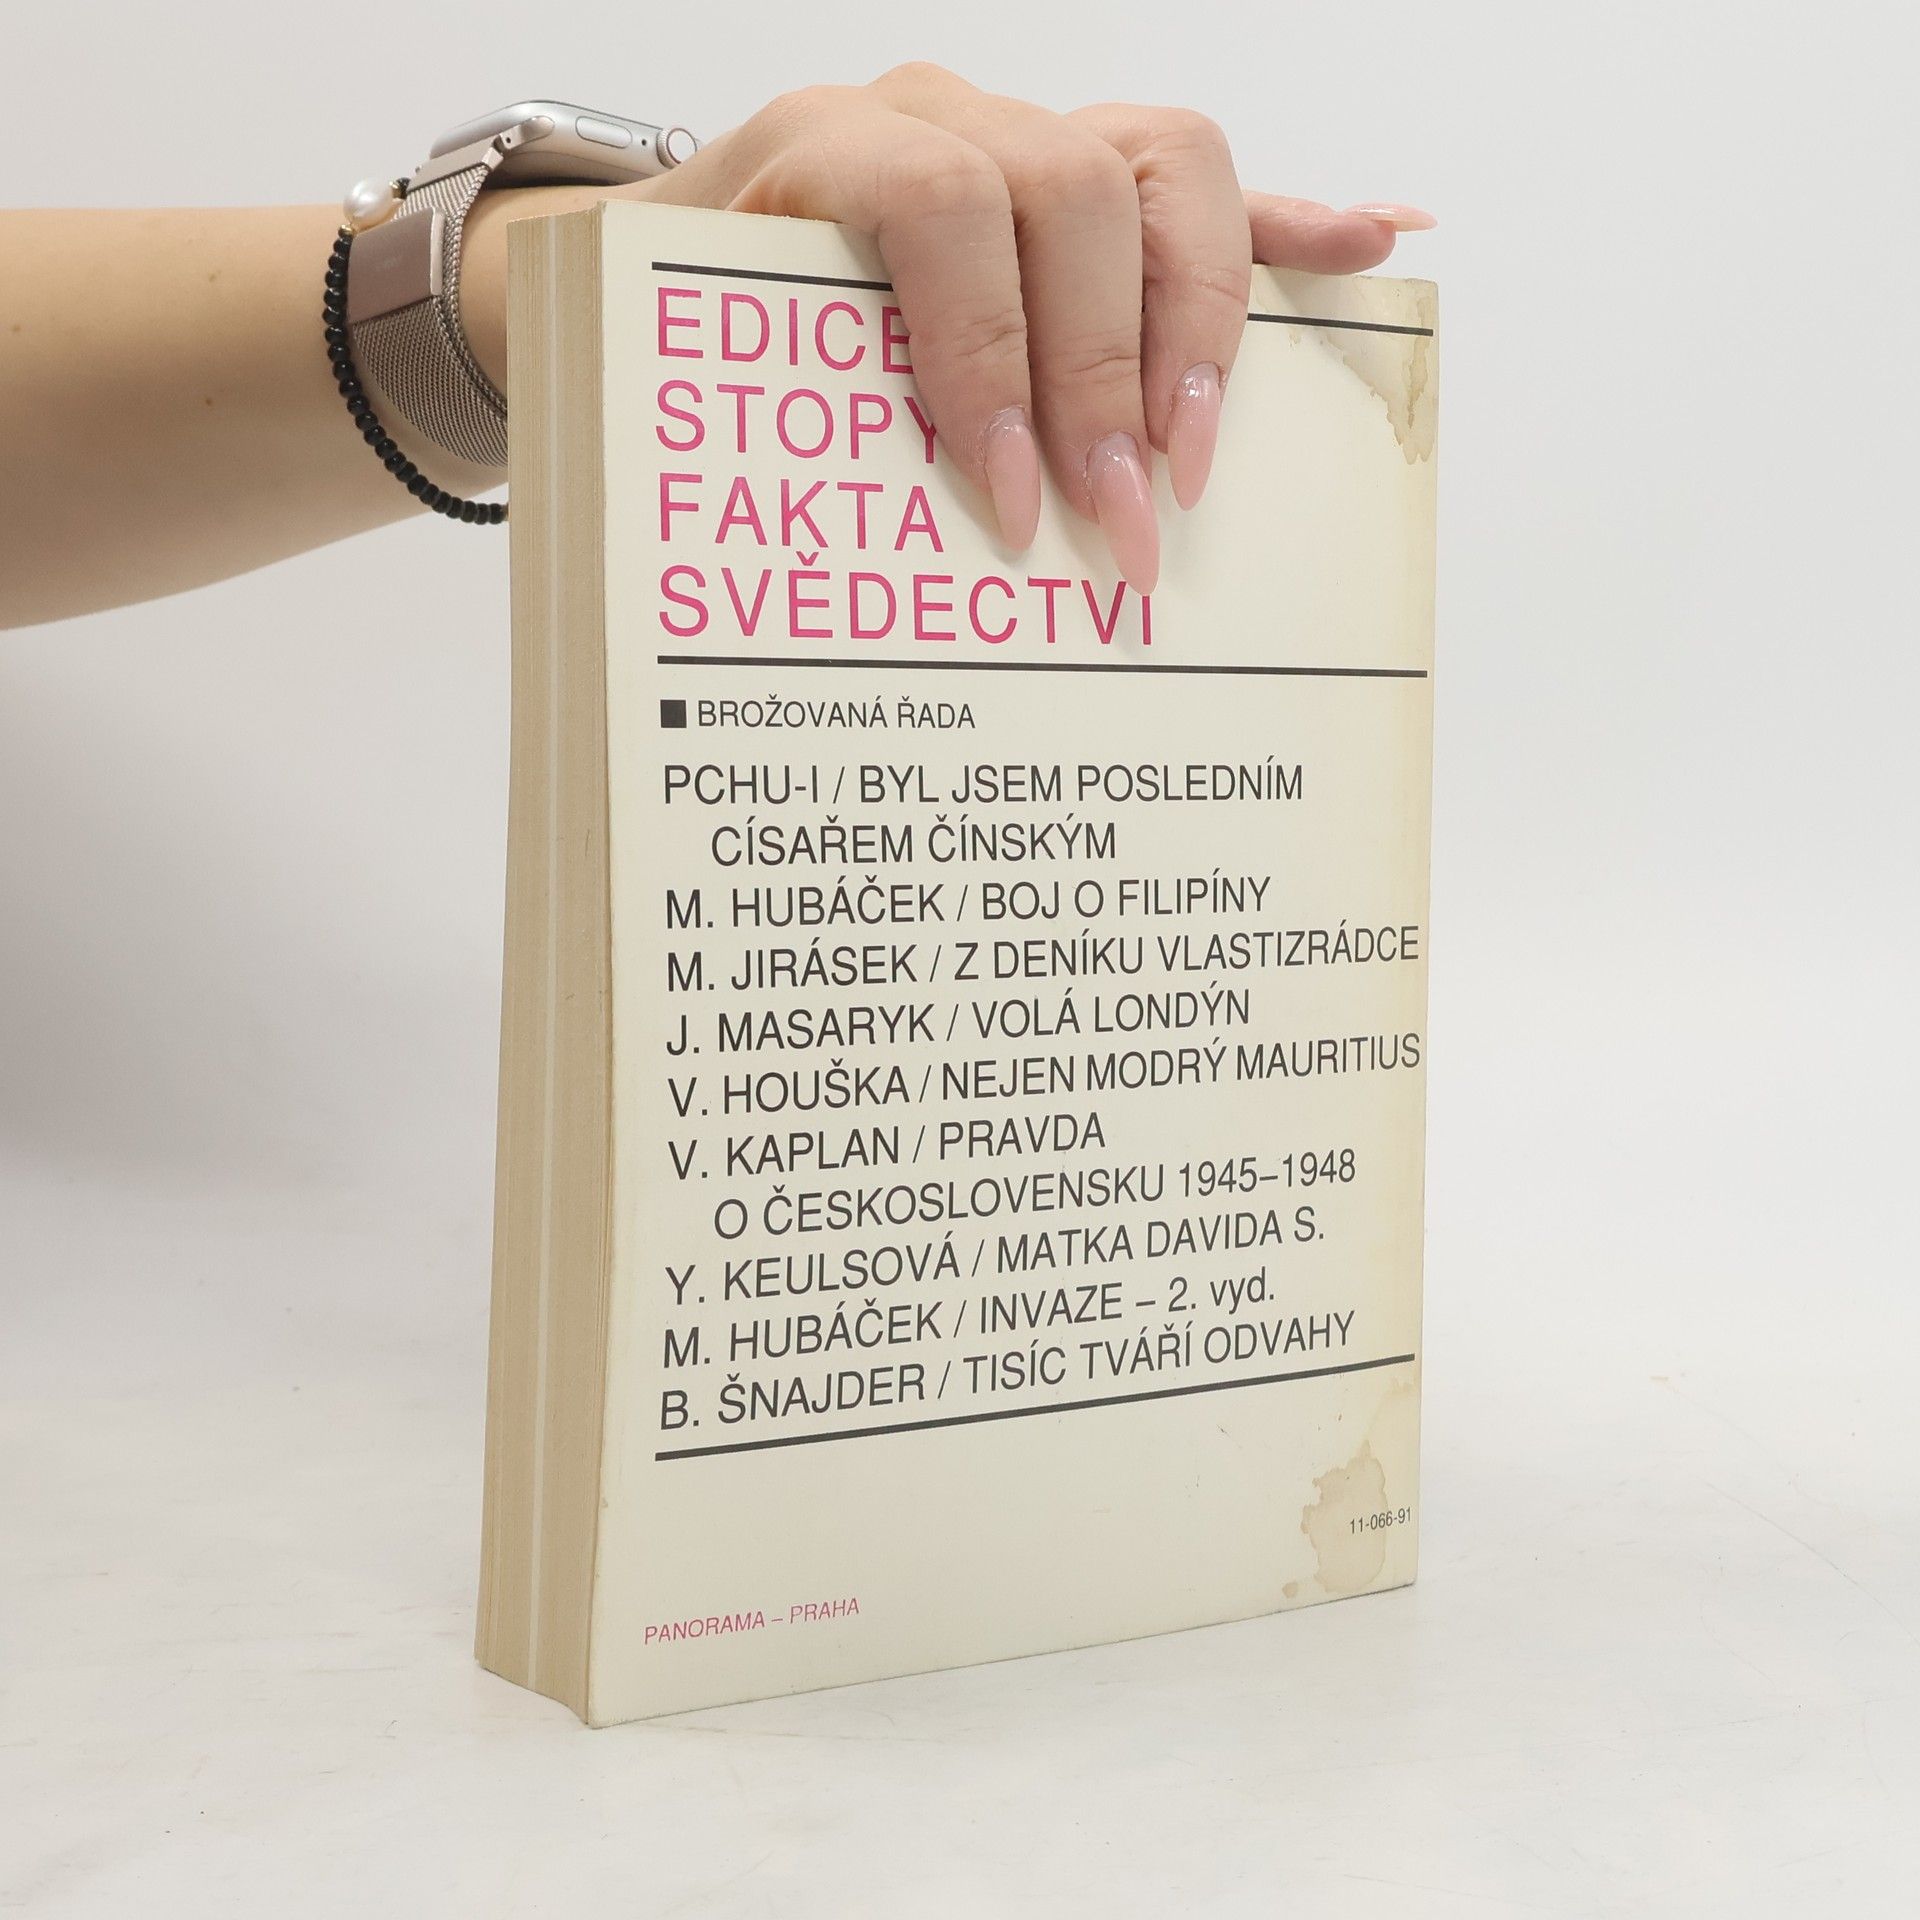 EDICE
STOPY
FAKTA
SVĚDECTVÍ
■ BROŽOVANÁ ŘADA
PCHU-I / BYL JSEM POSLEDNÍM
CÍSAŘEM ČÍNSKÝM
M. HUBÁČEK / BOJ O FILIPÍNY
M. JIRÁSEK / Z DENÍKU VLASTIZRÁDCE
J. MASARYK / VOLÁ LONDÝN
V. HOUŠKA / NEJEN MODRÝ MAURITIUS
V. KAPLAN / PRAVDA
O ČESKOSLOVENSKU 1945–1948
Y. KEULSOVÁ / MATKA DAVIDA S.
M. HUBÁČEK / INVAZE – 2. vyd.
B. ŠNAJDER / TISÍC TVÁŘÍ ODVAHY
11-066-91
PANORAMA – PRAHA